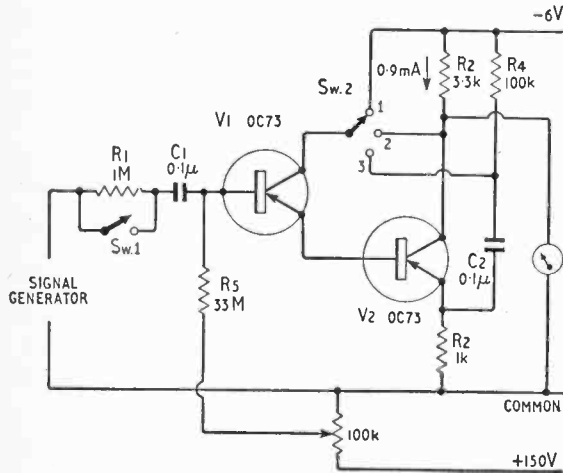 -6V
0.9mA
R2
3.3k
R4
100k
Sw.2
1
2
3
V1 OC73
R1
1M
C1
0.1μ
Sw.1
SIGNAL
GENERATOR
R5
33M
V2 OC73
C2
0.1μ
R2
1k
COMMON
100k
+150V